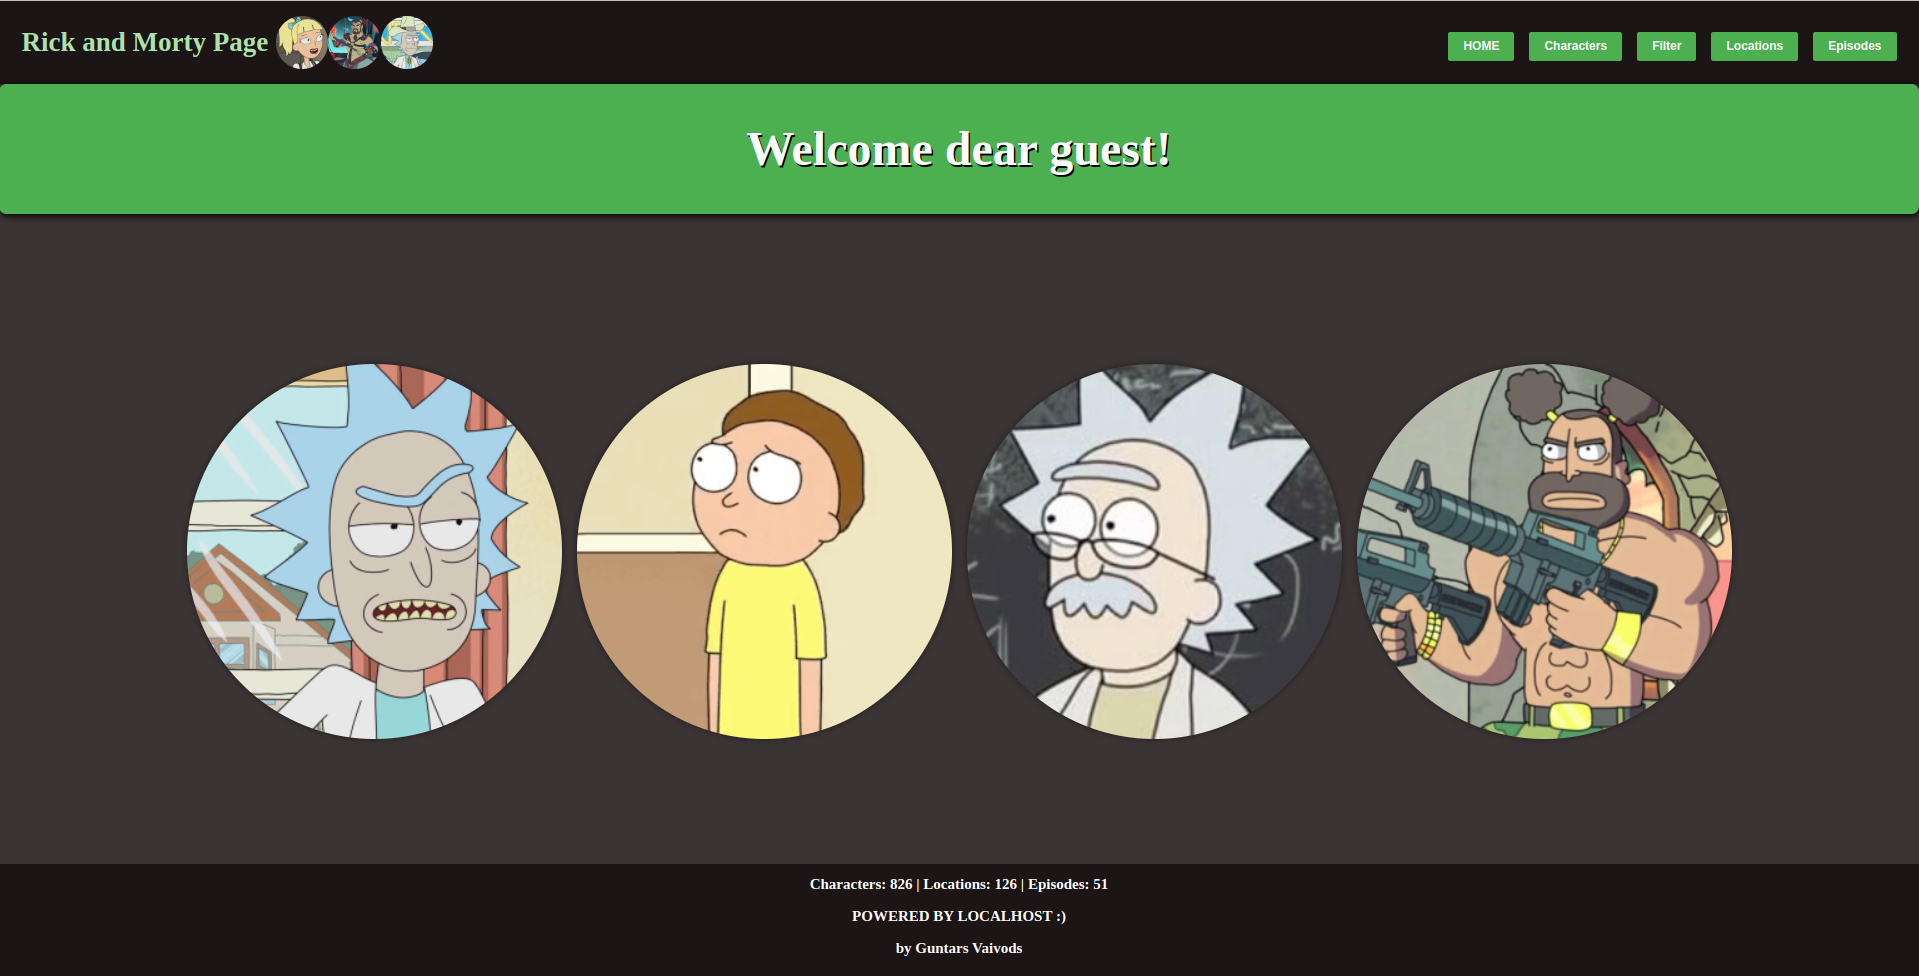 Rick and Morty Page
HOME
Characters
Filter
Locations
Episodes
Welcome dear guest!
Characters: 826 | Locations: 126 | Episodes: 51
POWERED BY LOCALHOST :)
by Guntars Vaivods